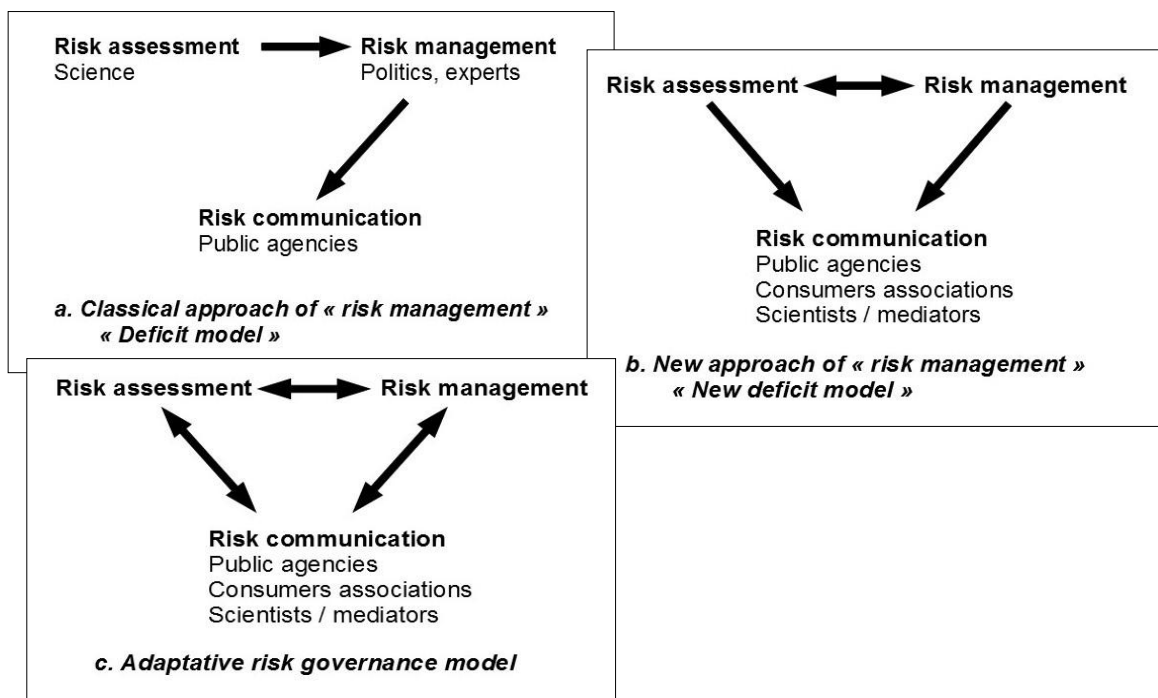 Risk assessment
Science
Risk management
Politics, experts
Risk communication
Public agencies
a. Classical approach of « risk management »
« Deficit model »
Risk assessment
Risk management
Risk communication
Public agencies
Consumers associations
Scientists / mediators
b. New approach of « risk management »
« New deficit model »
Risk assessment
Risk management
Risk communication
Public agencies
Consumers associations
Scientists / mediators
c. Adaptative risk governance model